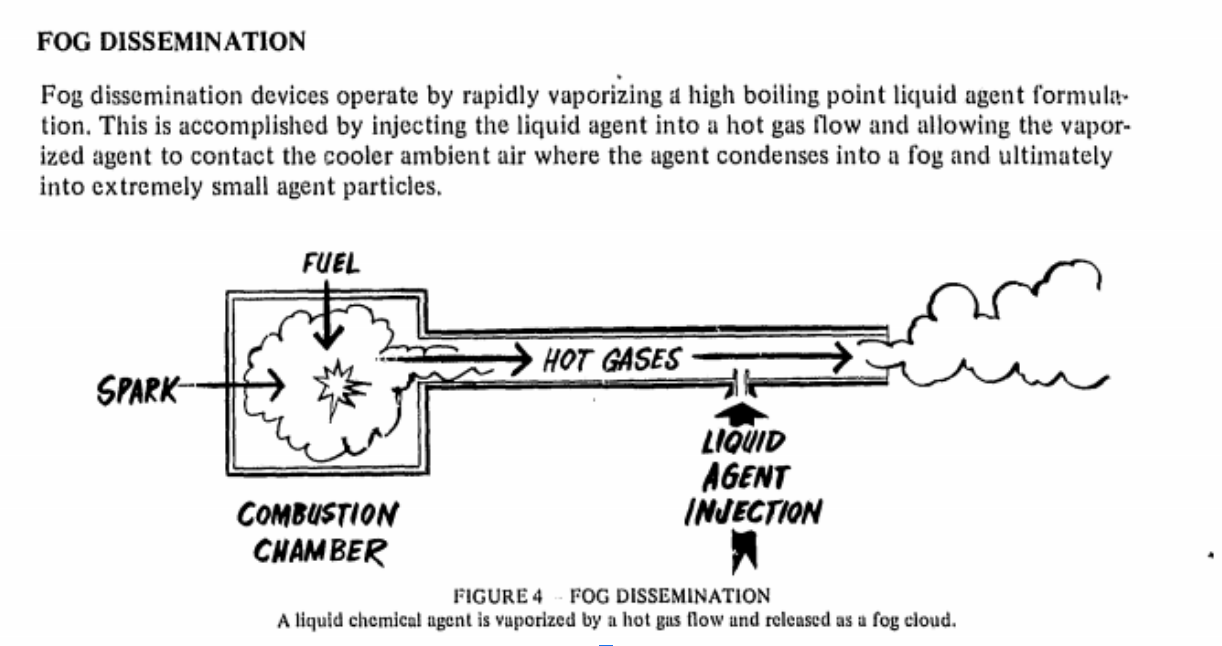 FOG DISSEMINATION
Fog dissemination devices operate by rapidly vaporizing a high boiling point liquid agent formula-
tion. This is accomplished by injecting the liquid agent into a hot gas flow and allowing the vapor-
ized agent to contact the cooler ambient air where the agent condenses into a fog and ultimately
into extremely small agent particles.
FUEL
SPARK
HOT GASES
LIQUID
AGENT
INJECTION
COMBUSTION
CHAMBER
FIGURE 4 - FOG DISSEMINATION
A liquid chemical agent is vaporized by a hot gas flow and released as a fog cloud.